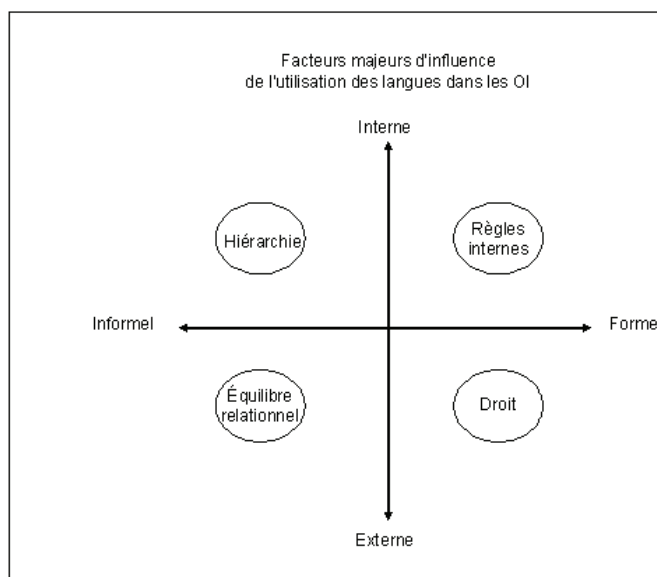 Facteurs majeurs d'influence
de l'utilisation des langues dans les OI
Interne
Hiérarchie
Règles
internes
Informel
Forme
Équilibre
relationnel
Droit
Externe